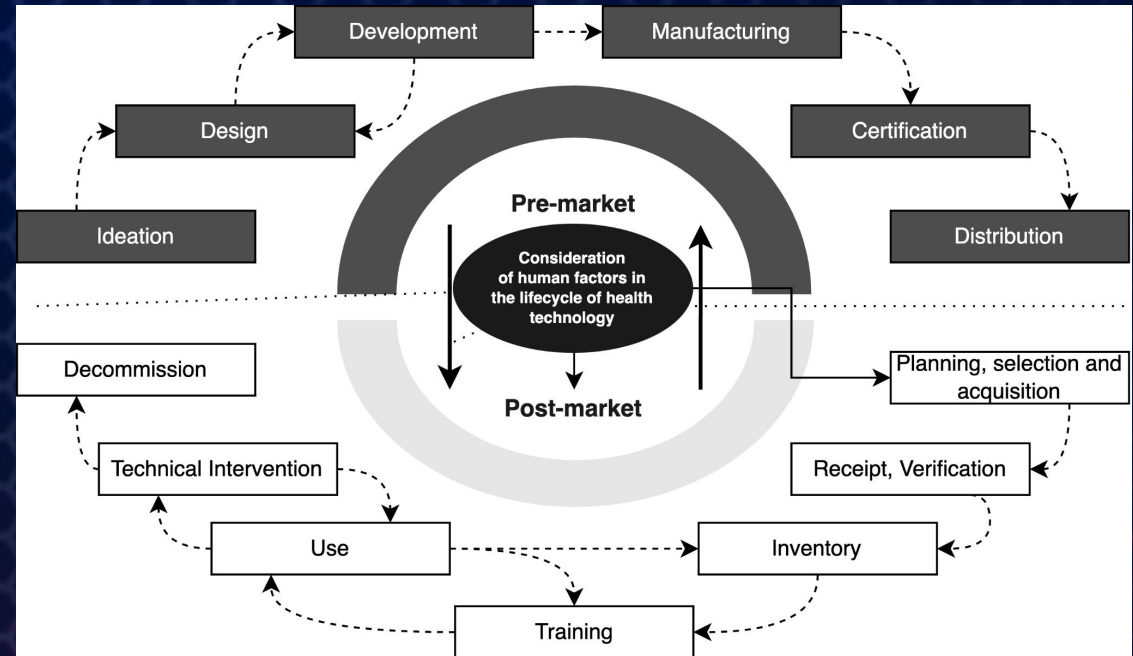 Development
Manufacturing
Design
Certification
Ideation
Distribution
Pre-market
Consideration
of human factors in
the lifecycle of health
technology
Post-market
Decommission
Planning, selection and
acquisition
Technical Intervention
Receipt, Verification
Use
Inventory
Training